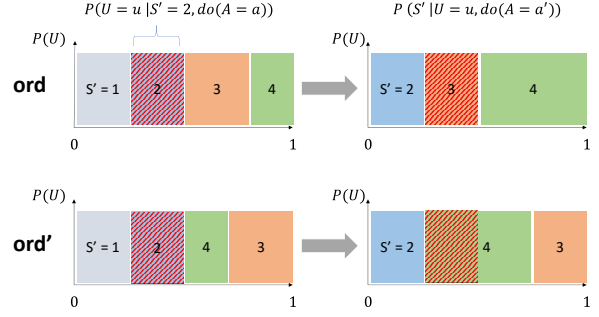 P(U = u |S′ = 2, do(A = a)) P (S′ |U = u, do(A = a′))
P(U) P(U)
ord S′ = 1 2 3 4 S′ = 2 3 4
0 1 0 1
P(U) P(U)
ord’ S′ = 1 2 4 3 S′ = 2 4 3
0 1 0 1